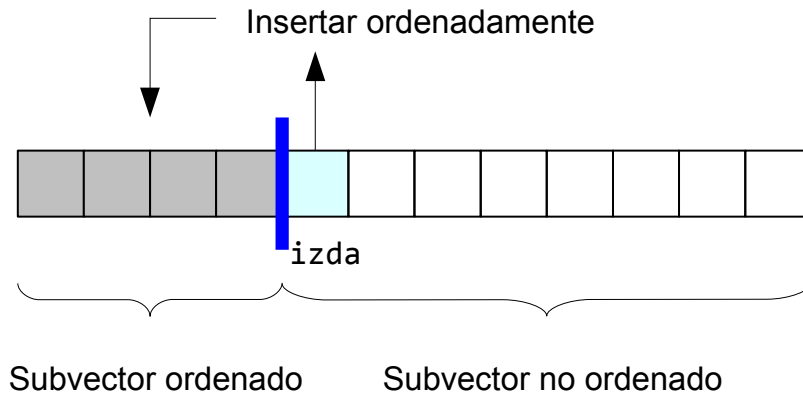 Insertar ordenadamente
izda
Subvector ordenado
Subvector no ordenado